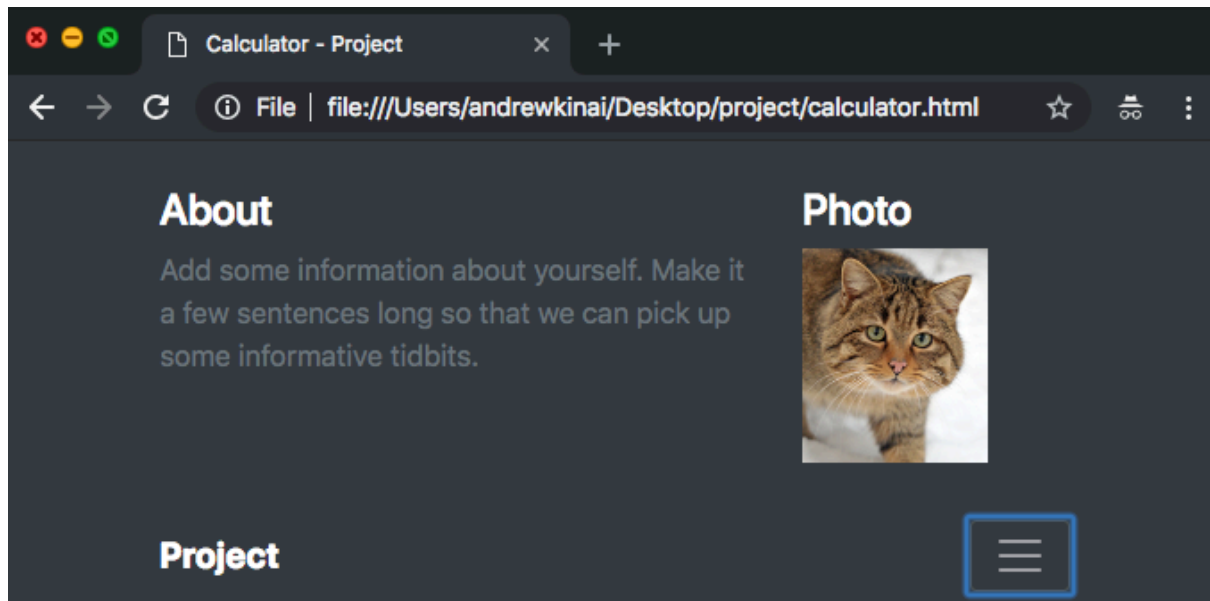 Calculator - Project
File | file:///Users/andrewkinai/Desktop/project/calculator.html
About
Add some information about yourself. Make it
a few sentences long so that we can pick up
some informative tidbits.
Photo
Project